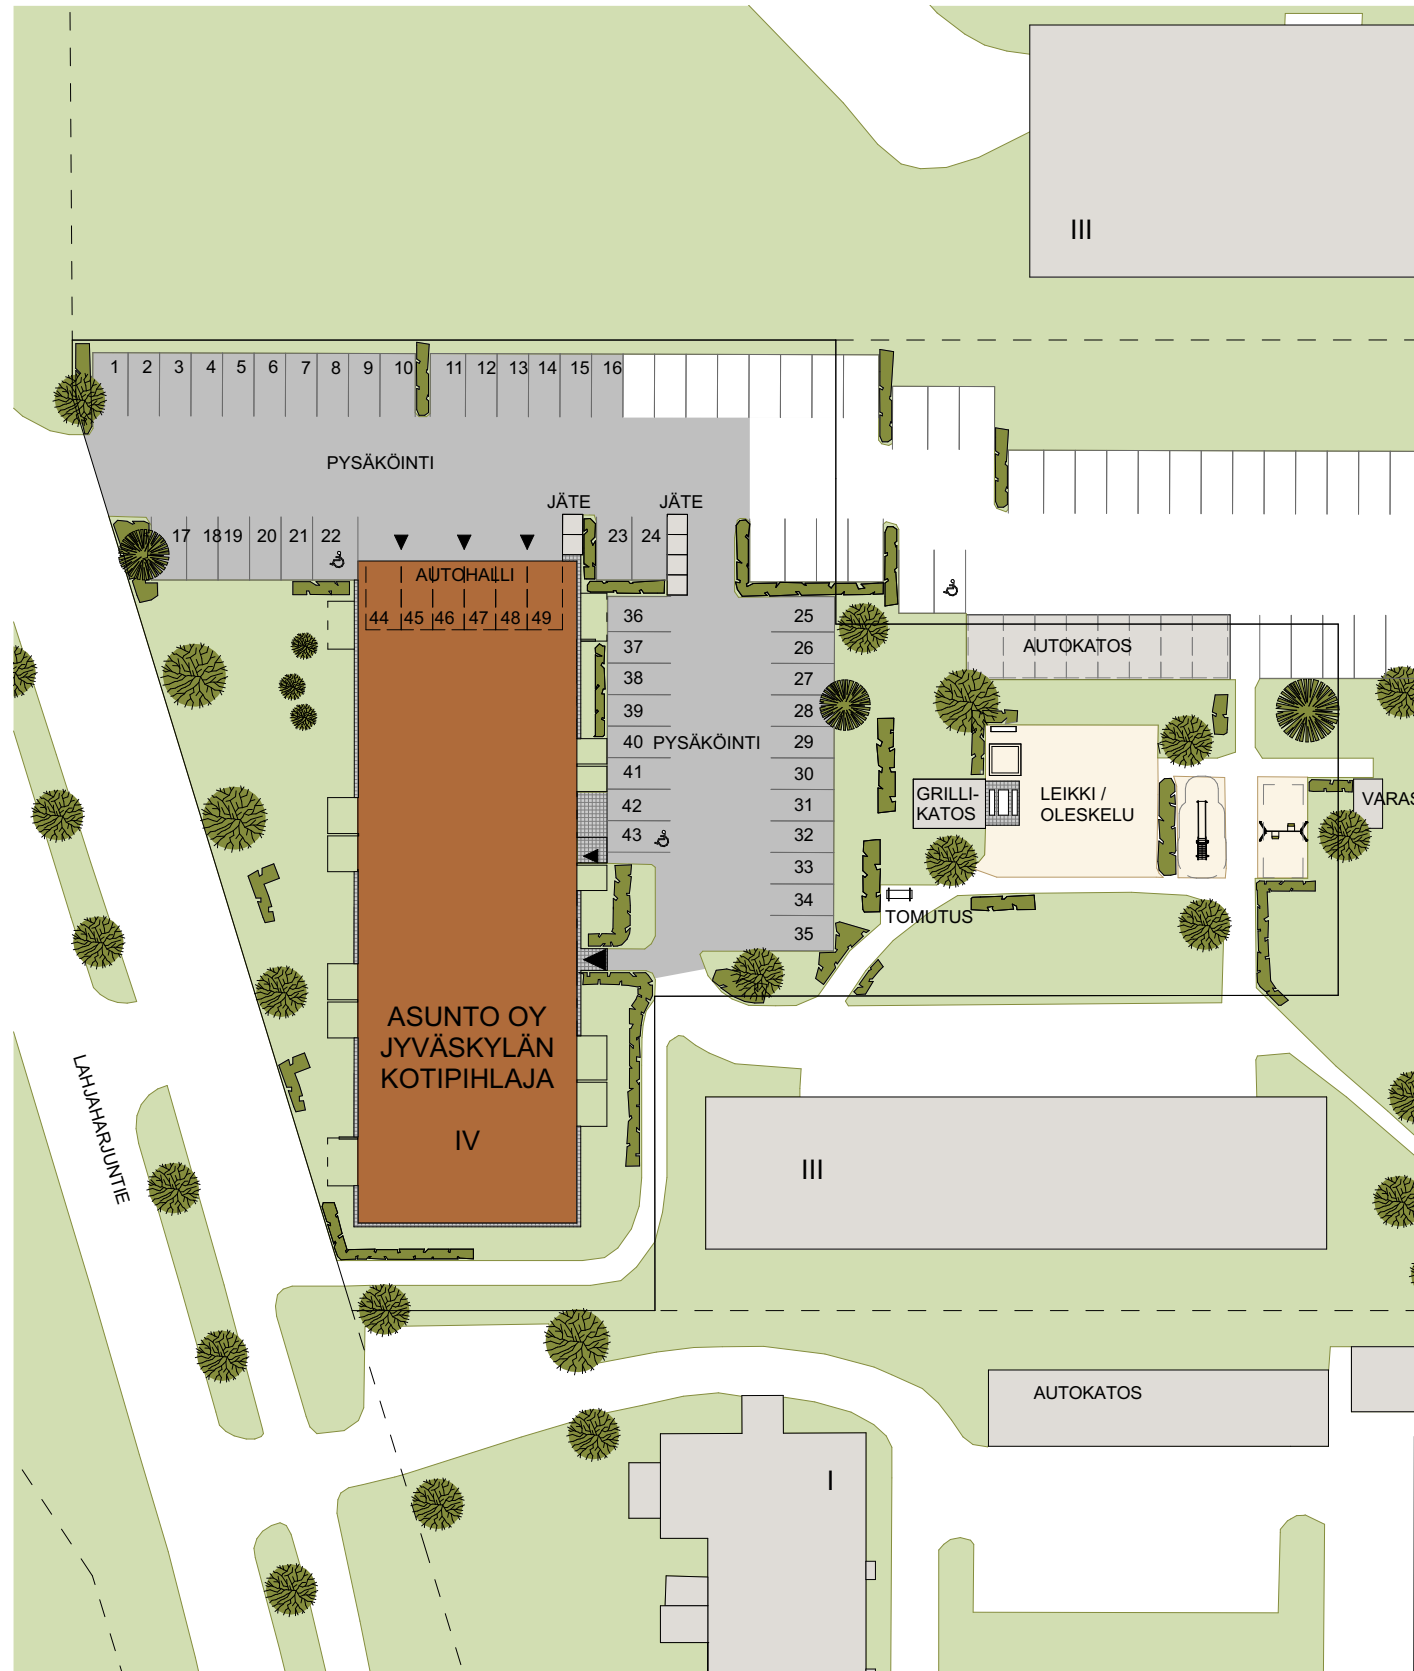 III
1 2 3 4 5 6 7 8 9 10 11 12 13 14 15 16
PYSÄKÖINTI
JÄTE JÄTE
17 18 19 20 21 22 23 24
AUTOHALLI
44 45 46 47 48 49
36 25
37 26
38 27
39 28
40 PYSÄKÖINTI 29
41 30
42 31
43 32
33
34
35
AUTOKATOS
GRILLI-
KATOS
LEIKKI /
OLESKELU
VARAS
TOMUTUS
ASUNTO OY
JYVÄSKYLÄN
KOTIPIHLAJA
IV
LAHJAHARJUNTIE
III
AUTOKATOS
I